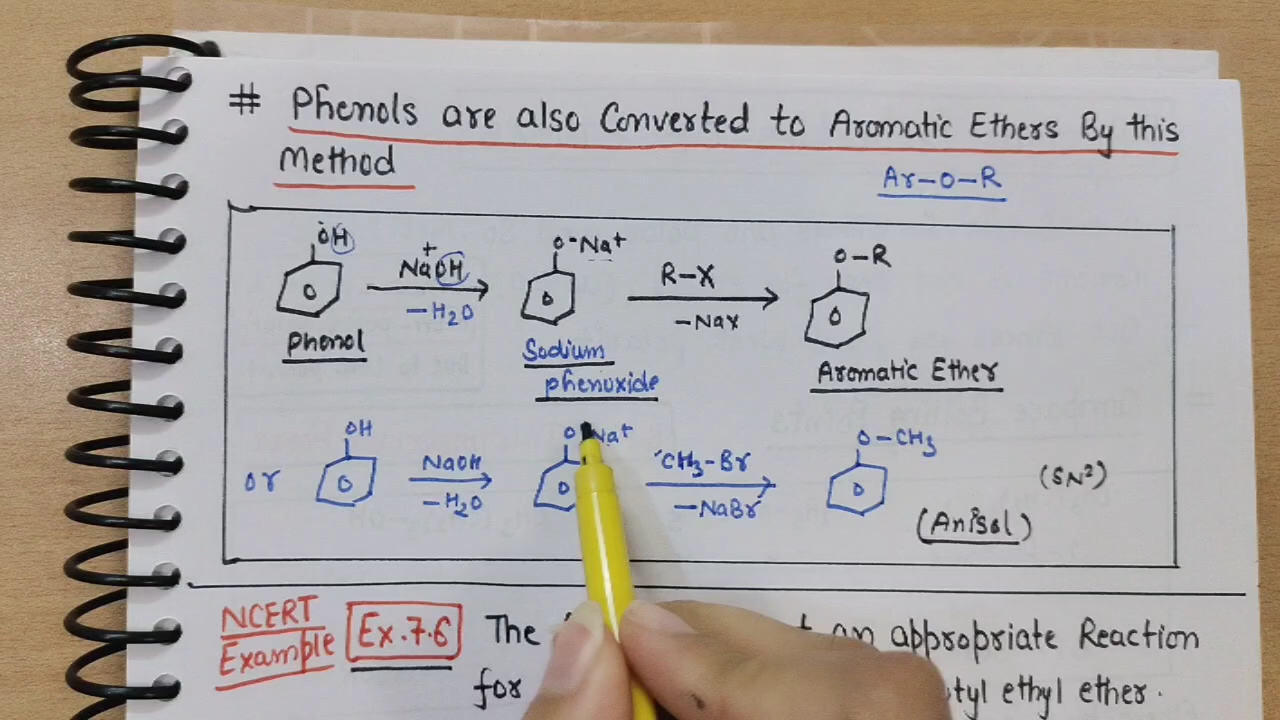 # Phenols are also Converted to Aromatic Ethers By this
Method
Ar-O-R
OH
Na+OH
-H2O
O-Na+
R-X
-NaX
O-R
Phenol
Sodium
phenoxide
Aromatic Ether
or
OH
NaOH
-H2O
O Na+
CH3-Br
-NaBr
O-CH3
(SN2)
(Anisol)
NCERT
Example
Ex.7.6
The an appropriate Reaction
for ethyl ether.